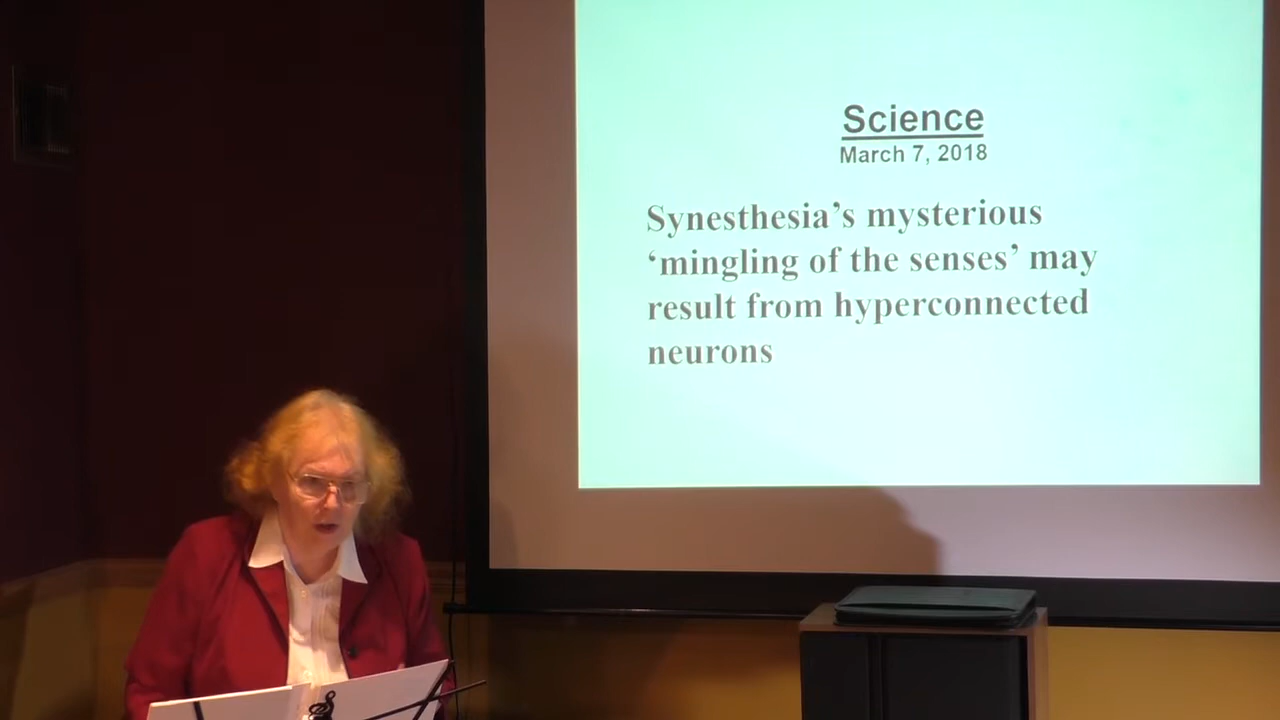 Science
March 7, 2018
Synesthesia’s mysterious
‘mingling of the senses’ may
result from hyperconnected
neurons